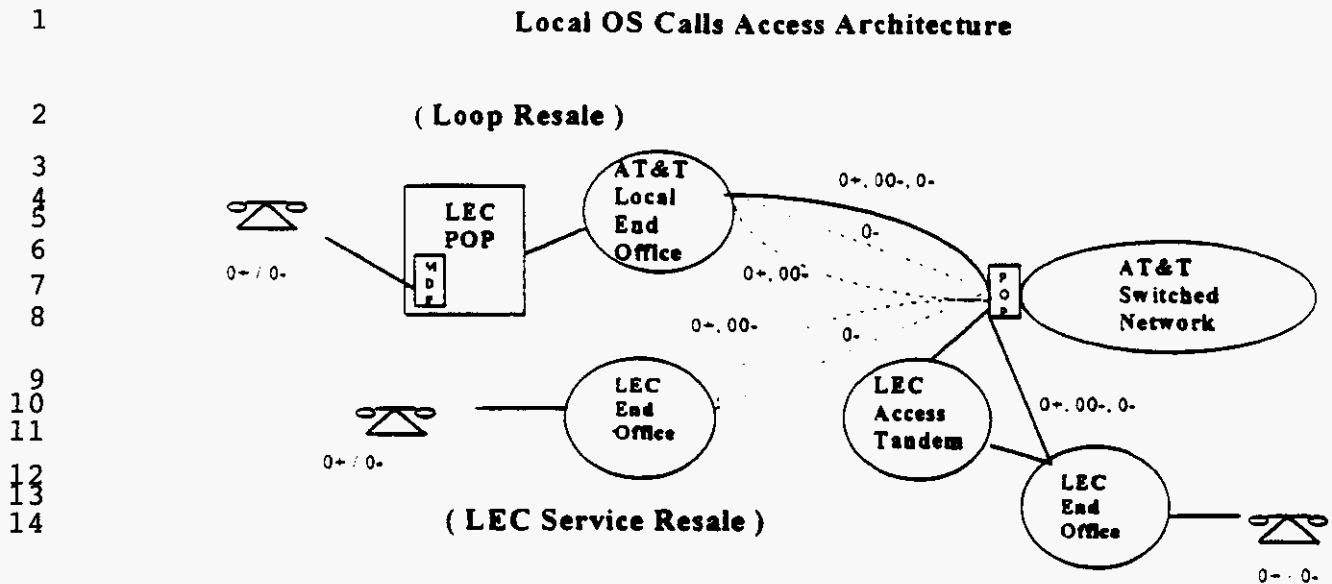 1
Local OS Calls Access Architecture
2
( Loop Resale )
3
4
5
6
7
8
9
10
11
12
13
14
AT&T
Local
End
Office
LEC
POP
MDF
0+ / 0-
0+, 00-, 0-
0-
0+, 00-
0+, 00-
0-
POP
AT&T
Switched
Network
LEC
End
Office
0+ / 0-
LEC
Access
Tandem
0+, 00-, 0-
LEC
End
Office
( LEC Service Resale )